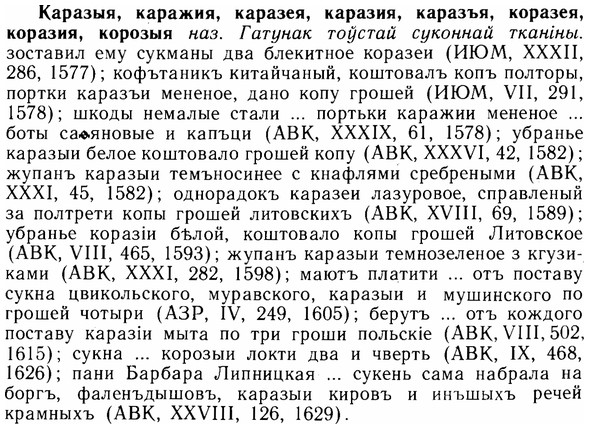 Каразыя, каражия, каразея, каразия, каразъя, коразея,
коразия, корозыя наз. Гатунак тоўстай суконнай тканіны.
зоставил ему сукманы два блекитное коразеи (ИЮМ, XXXII,
286, 1577); кофътаникъ китайчаный, коштовалъ копъ полторы,
портки каразъи мененое, дано копу грошей (ИЮМ, VII, 291,
1578); шкоды немалые стали ... портьки каражии мененое ...
боты сафяновые и капъци (АВК, XXXIX, 61, 1578); убранье
каразыи белое коштовало грошей копу (АВК, XXXVI, 42, 1582);
жупанъ каразыи темъносинее с кнафлями сребреными (АВК,
XXXI, 45, 1582); однорадокъ каразеи лазуровое, справленый
за полтрети копы грошей литовскихъ (АВК, XVIII, 69, 1589);
убранье коразіи бѣлой, коштовало копы грошей Литовское
(АВК, VIII, 465, 1593); жупанъ каразыи темнозеленое з кгузи-
ками (АВК, XXXI, 282, 1598); маютъ платити ... отъ поставу
сукна цвикольского, муравского, каразыи и мушинского по
грошей чотыри (АЗР, IV, 249, 1605); берутъ ... отъ кождого
поставу каразіи мыта по три гроши польскіе (АВК, VIII, 502,
1615); сукна ... корозыи локти два и чверть (АВК, IX, 468,
1626); пани Барбара Липницкая ... сукень сама набрала на
боргъ, фаленъдышовъ, каразыи кировъ и инъшыхъ речей
крамныхъ (АВК, XXVIII, 126, 1629).